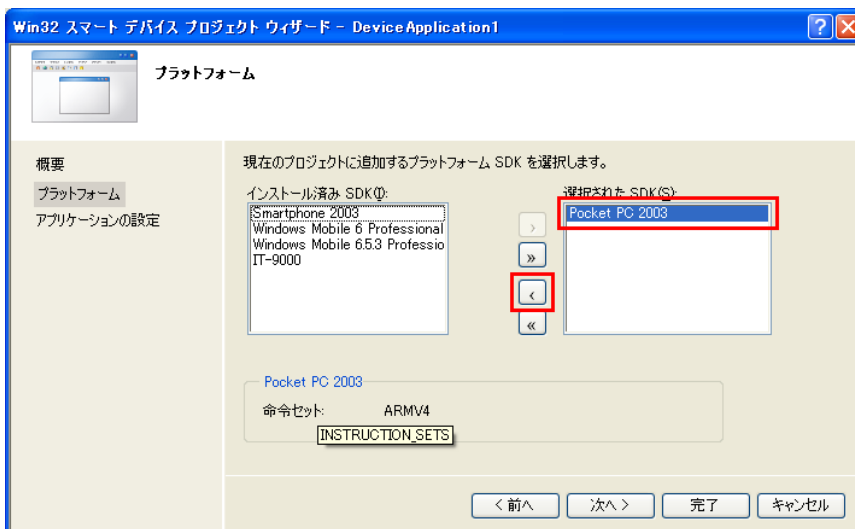 Win32 スマート デバイス プロジェクト ウィザード - DeviceApplication1
プラットフォーム
概要
プラットフォーム
アプリケーションの設定
現在のプロジェクトに追加するプラットフォーム SDK を選択します。
インストール済み SDK(I):
Smartphone 2003
Windows Mobile 6 Professional
Windows Mobile 6.5.3 Professio
IT-9000
選択された SDK(S):
Pocket PC 2003
Pocket PC 2003
命令セット: ARMV4
INSTRUCTION_SETS
< 前へ
次へ >
完了
キャンセル